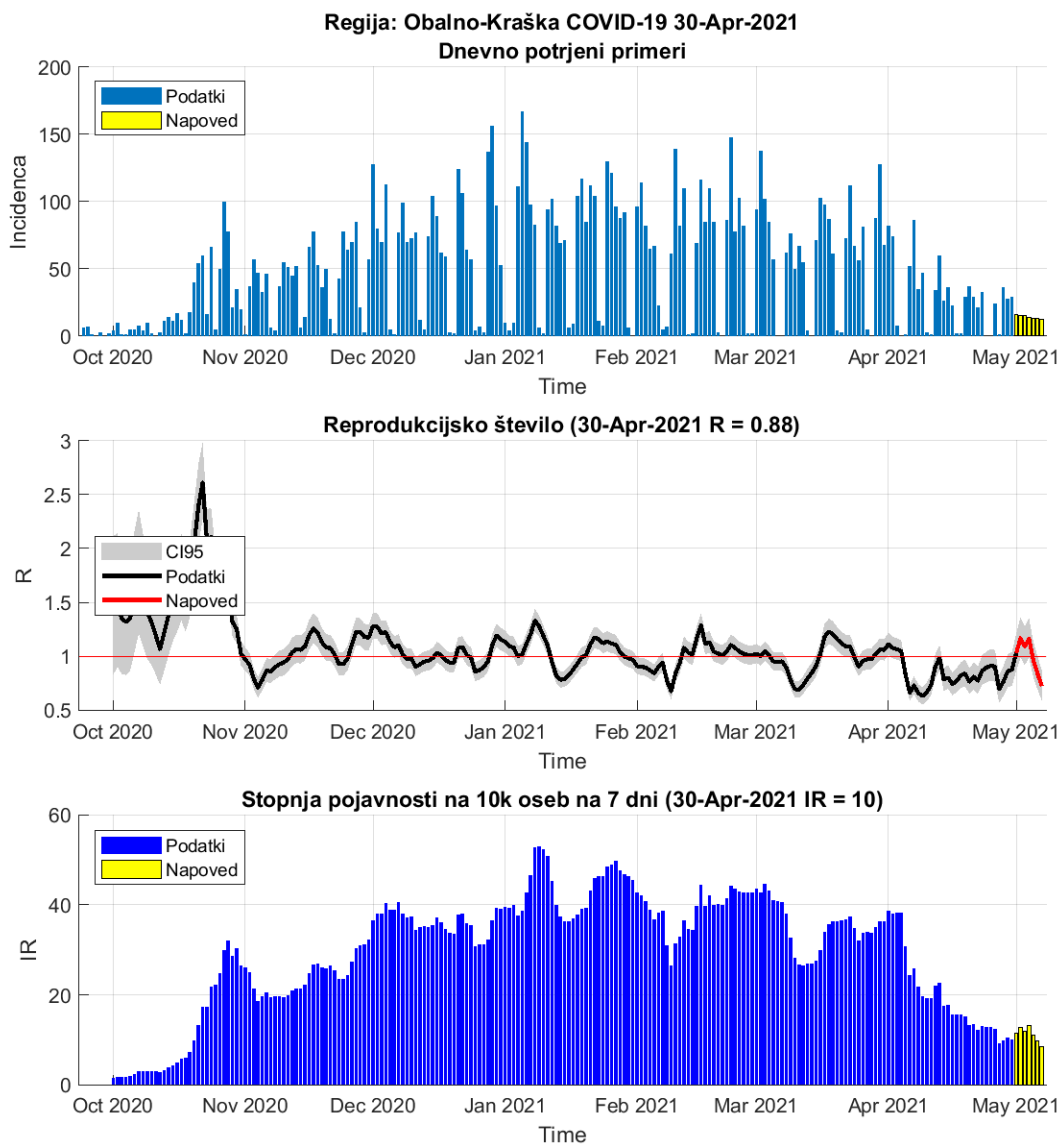 Regija: Obalno-Kraška COVID-19 30-Apr-2021
Dnevno potrjeni primeri
200
150
100
50
0
Incidenca
Podatki
Napoved
Oct 2020 Nov 2020 Dec 2020 Jan 2021 Feb 2021 Mar 2021 Apr 2021 May 2021
Time
Reprodukcijsko število (30-Apr-2021 R = 0.88)
3
2.5
2
1.5
1
0.5
R
CI95
Podatki
Napoved
Oct 2020 Nov 2020 Dec 2020 Jan 2021 Feb 2021 Mar 2021 Apr 2021 May 2021
Time
Stopnja pojavnosti na 10k oseb na 7 dni (30-Apr-2021 IR = 10)
60
40
20
0
IR
Podatki
Napoved
Oct 2020 Nov 2020 Dec 2020 Jan 2021 Feb 2021 Mar 2021 Apr 2021 May 2021
Time